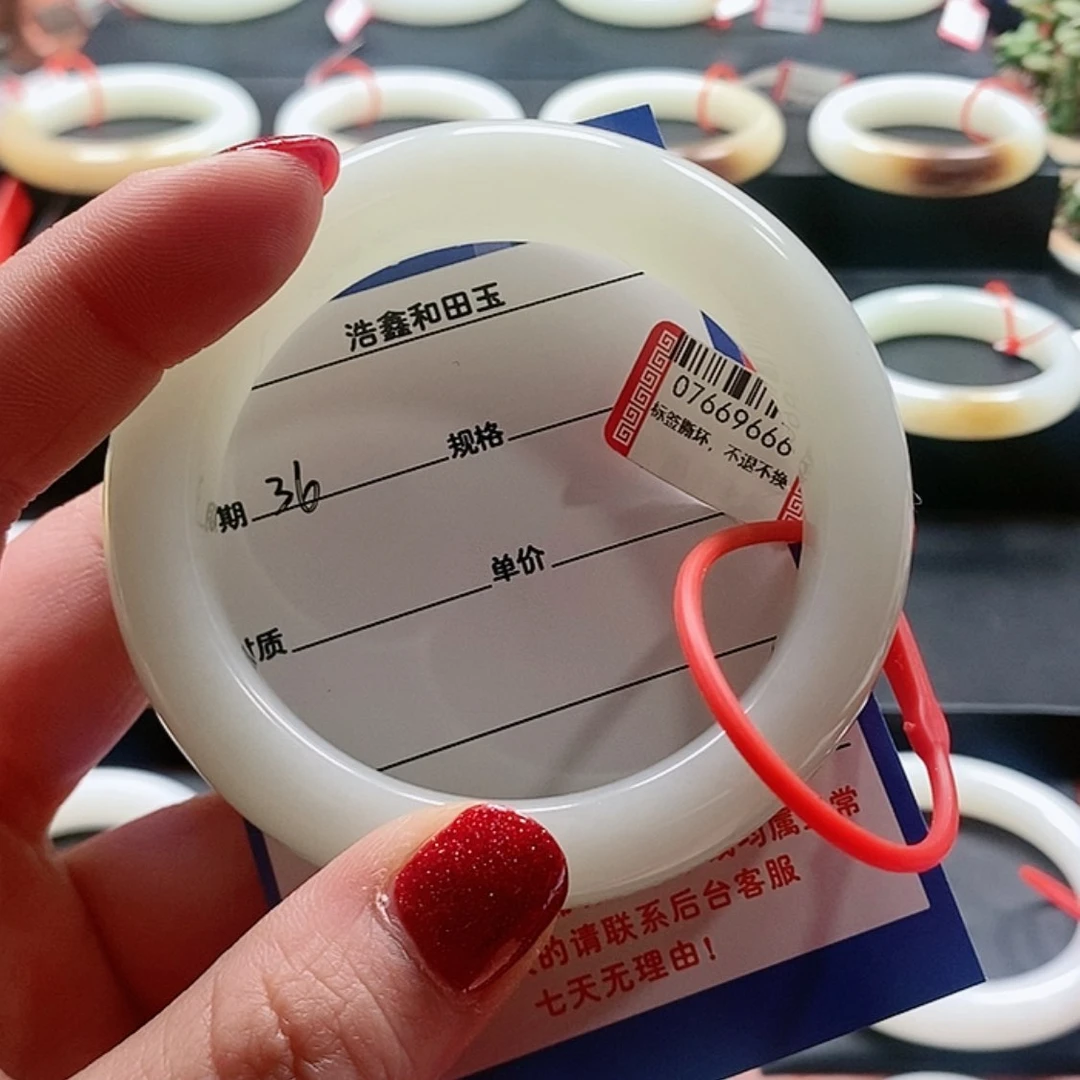 浩鑫和田玉
规格
期 36
07669666
标签撕坏，不退不换
单价
质
常
的请联系后台客服
七天无理由！